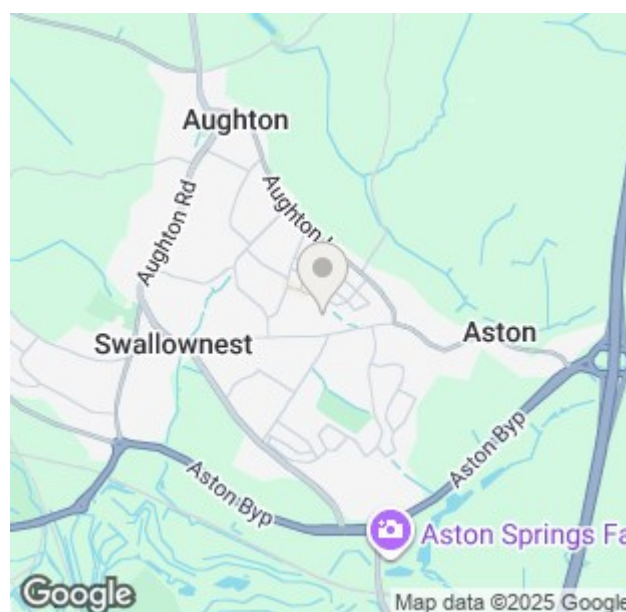 Aughton
Aughton Rd
Aughton
Swallownest
Aston
Aston Byp
Aston Byp
Aston Springs Fa
Google
Map data ©2025 Google